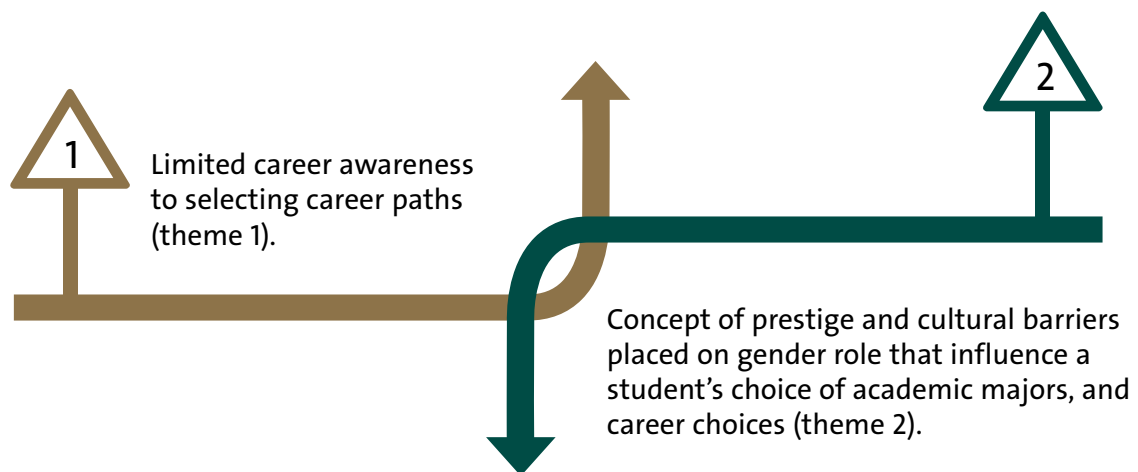 1
Limited career awareness
to selecting career paths
(theme 1).
2
Concept of prestige and cultural barriers
placed on gender role that influence a
student’s choice of academic majors, and
career choices (theme 2).